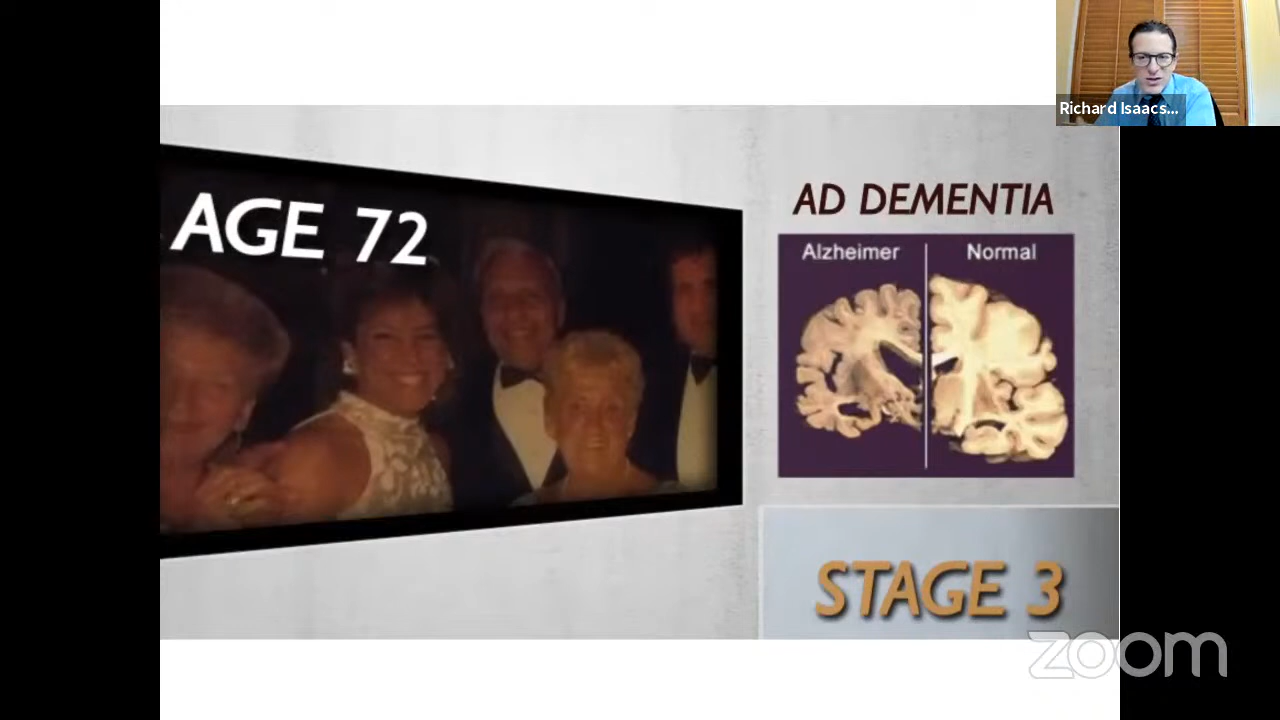 Richard Isaacs...
AGE 72
AD DEMENTIA
Alzheimer
Normal
STAGE 3
zoom